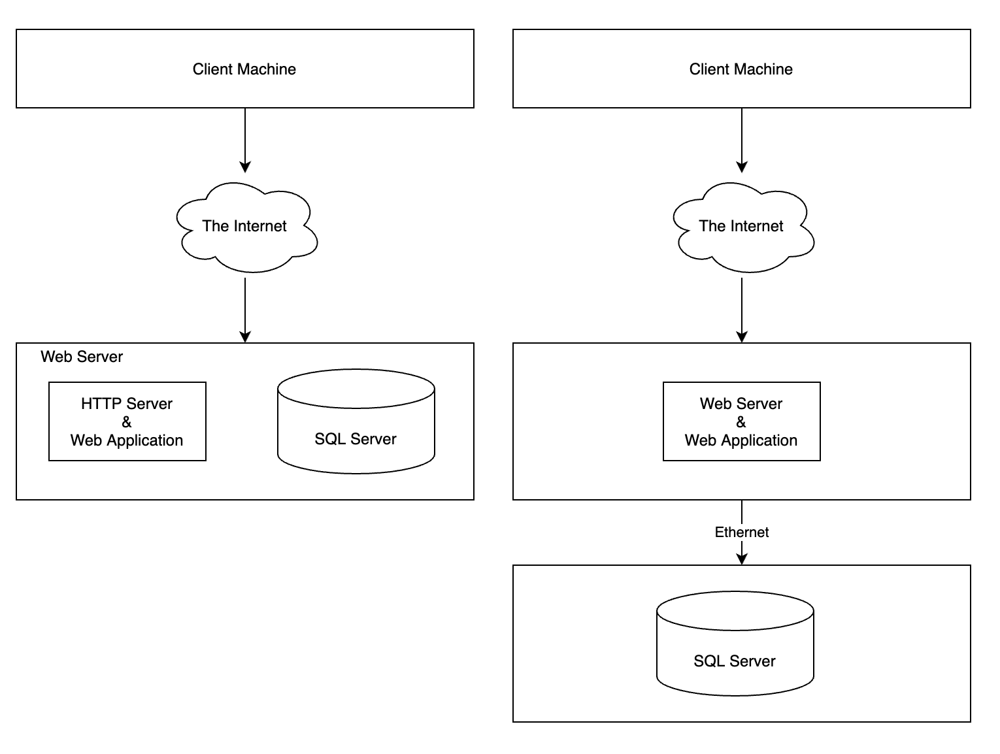 Client Machine
The Internet
Web Server
HTTP Server
&
Web Application
SQL Server
Client Machine
The Internet
Web Server
&
Web Application
Ethernet
SQL Server